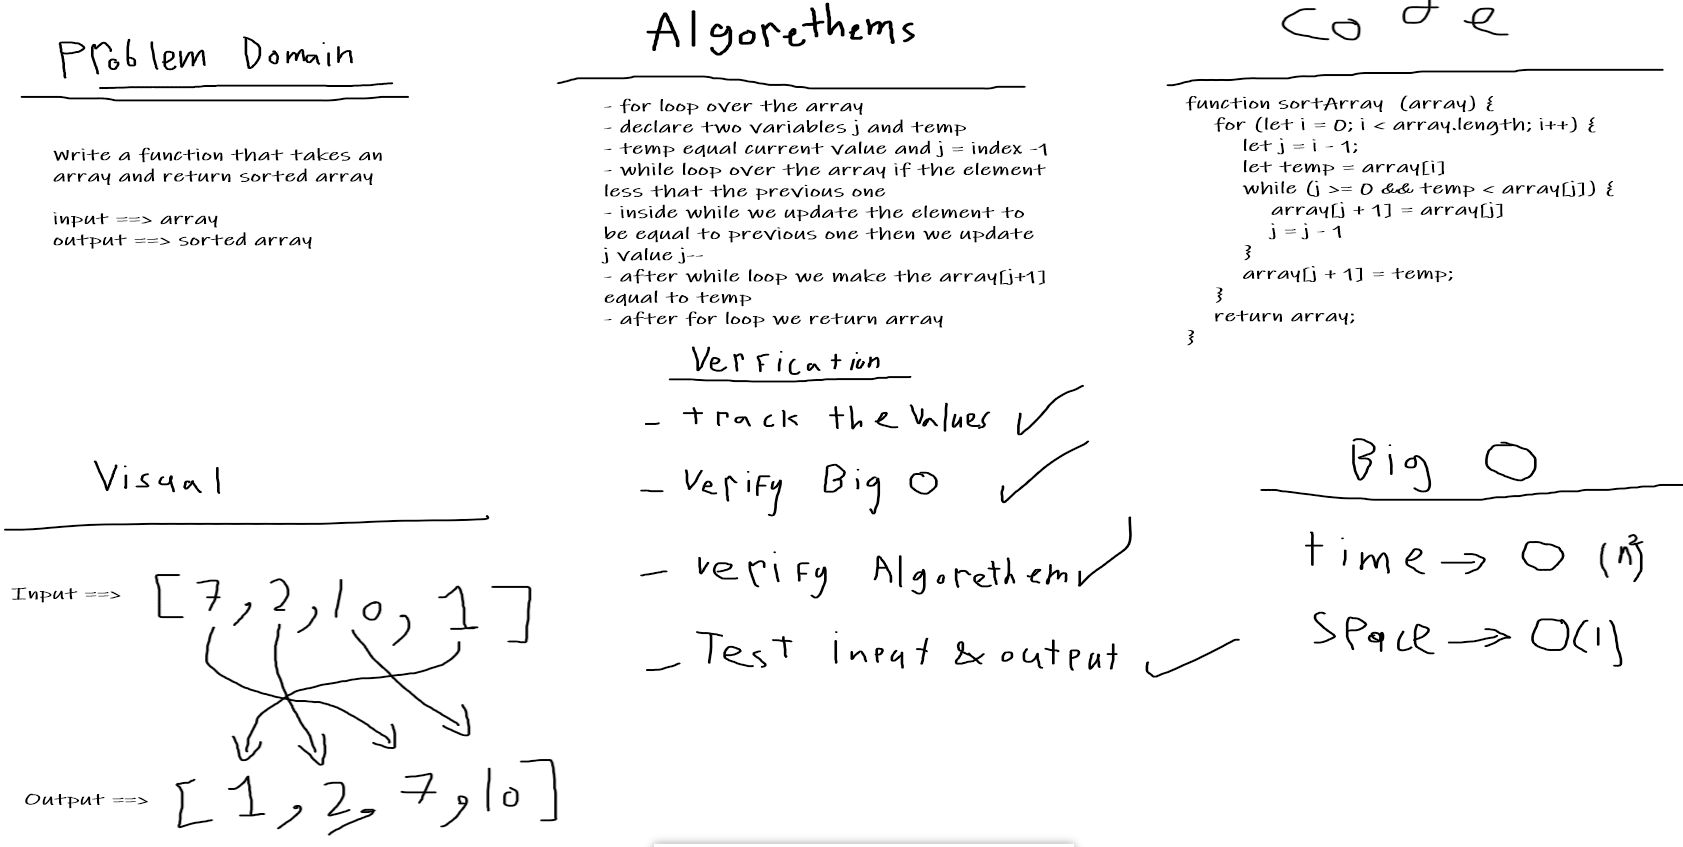 Problem Domain
Write a function that takes an
array and return sorted array
input ==> array
output ==> sorted array
Algorethems
- for loop over the array
- declare two variables j and temp
- temp equal current value and j = index -1
- while loop over the array if the element
less that the previous one
- inside while we update the element to
be equal to previous one then we update
j value j--
- after while loop we make the array[j+1]
equal to temp
- after for loop we return array
Code
function sortArray (array) {
for (let i = 0; i < array.length; i++) {
let j = i - 1;
let temp = array[i]
while (j >= 0 && temp < array[j]) {
array[j + 1] = array[j]
j = j - 1
}
array[j + 1] = temp;
}
return array;
}
Verfication
- track the values ✓
- Verify Big O ✓
- verify Algorethem ✓
- Test input & output ✓
Visual
Input ==> [7, 2, 10, 1]
Output ==> [1, 2, 7, 10]
Big O
time → O (n²)
Space → O(1)